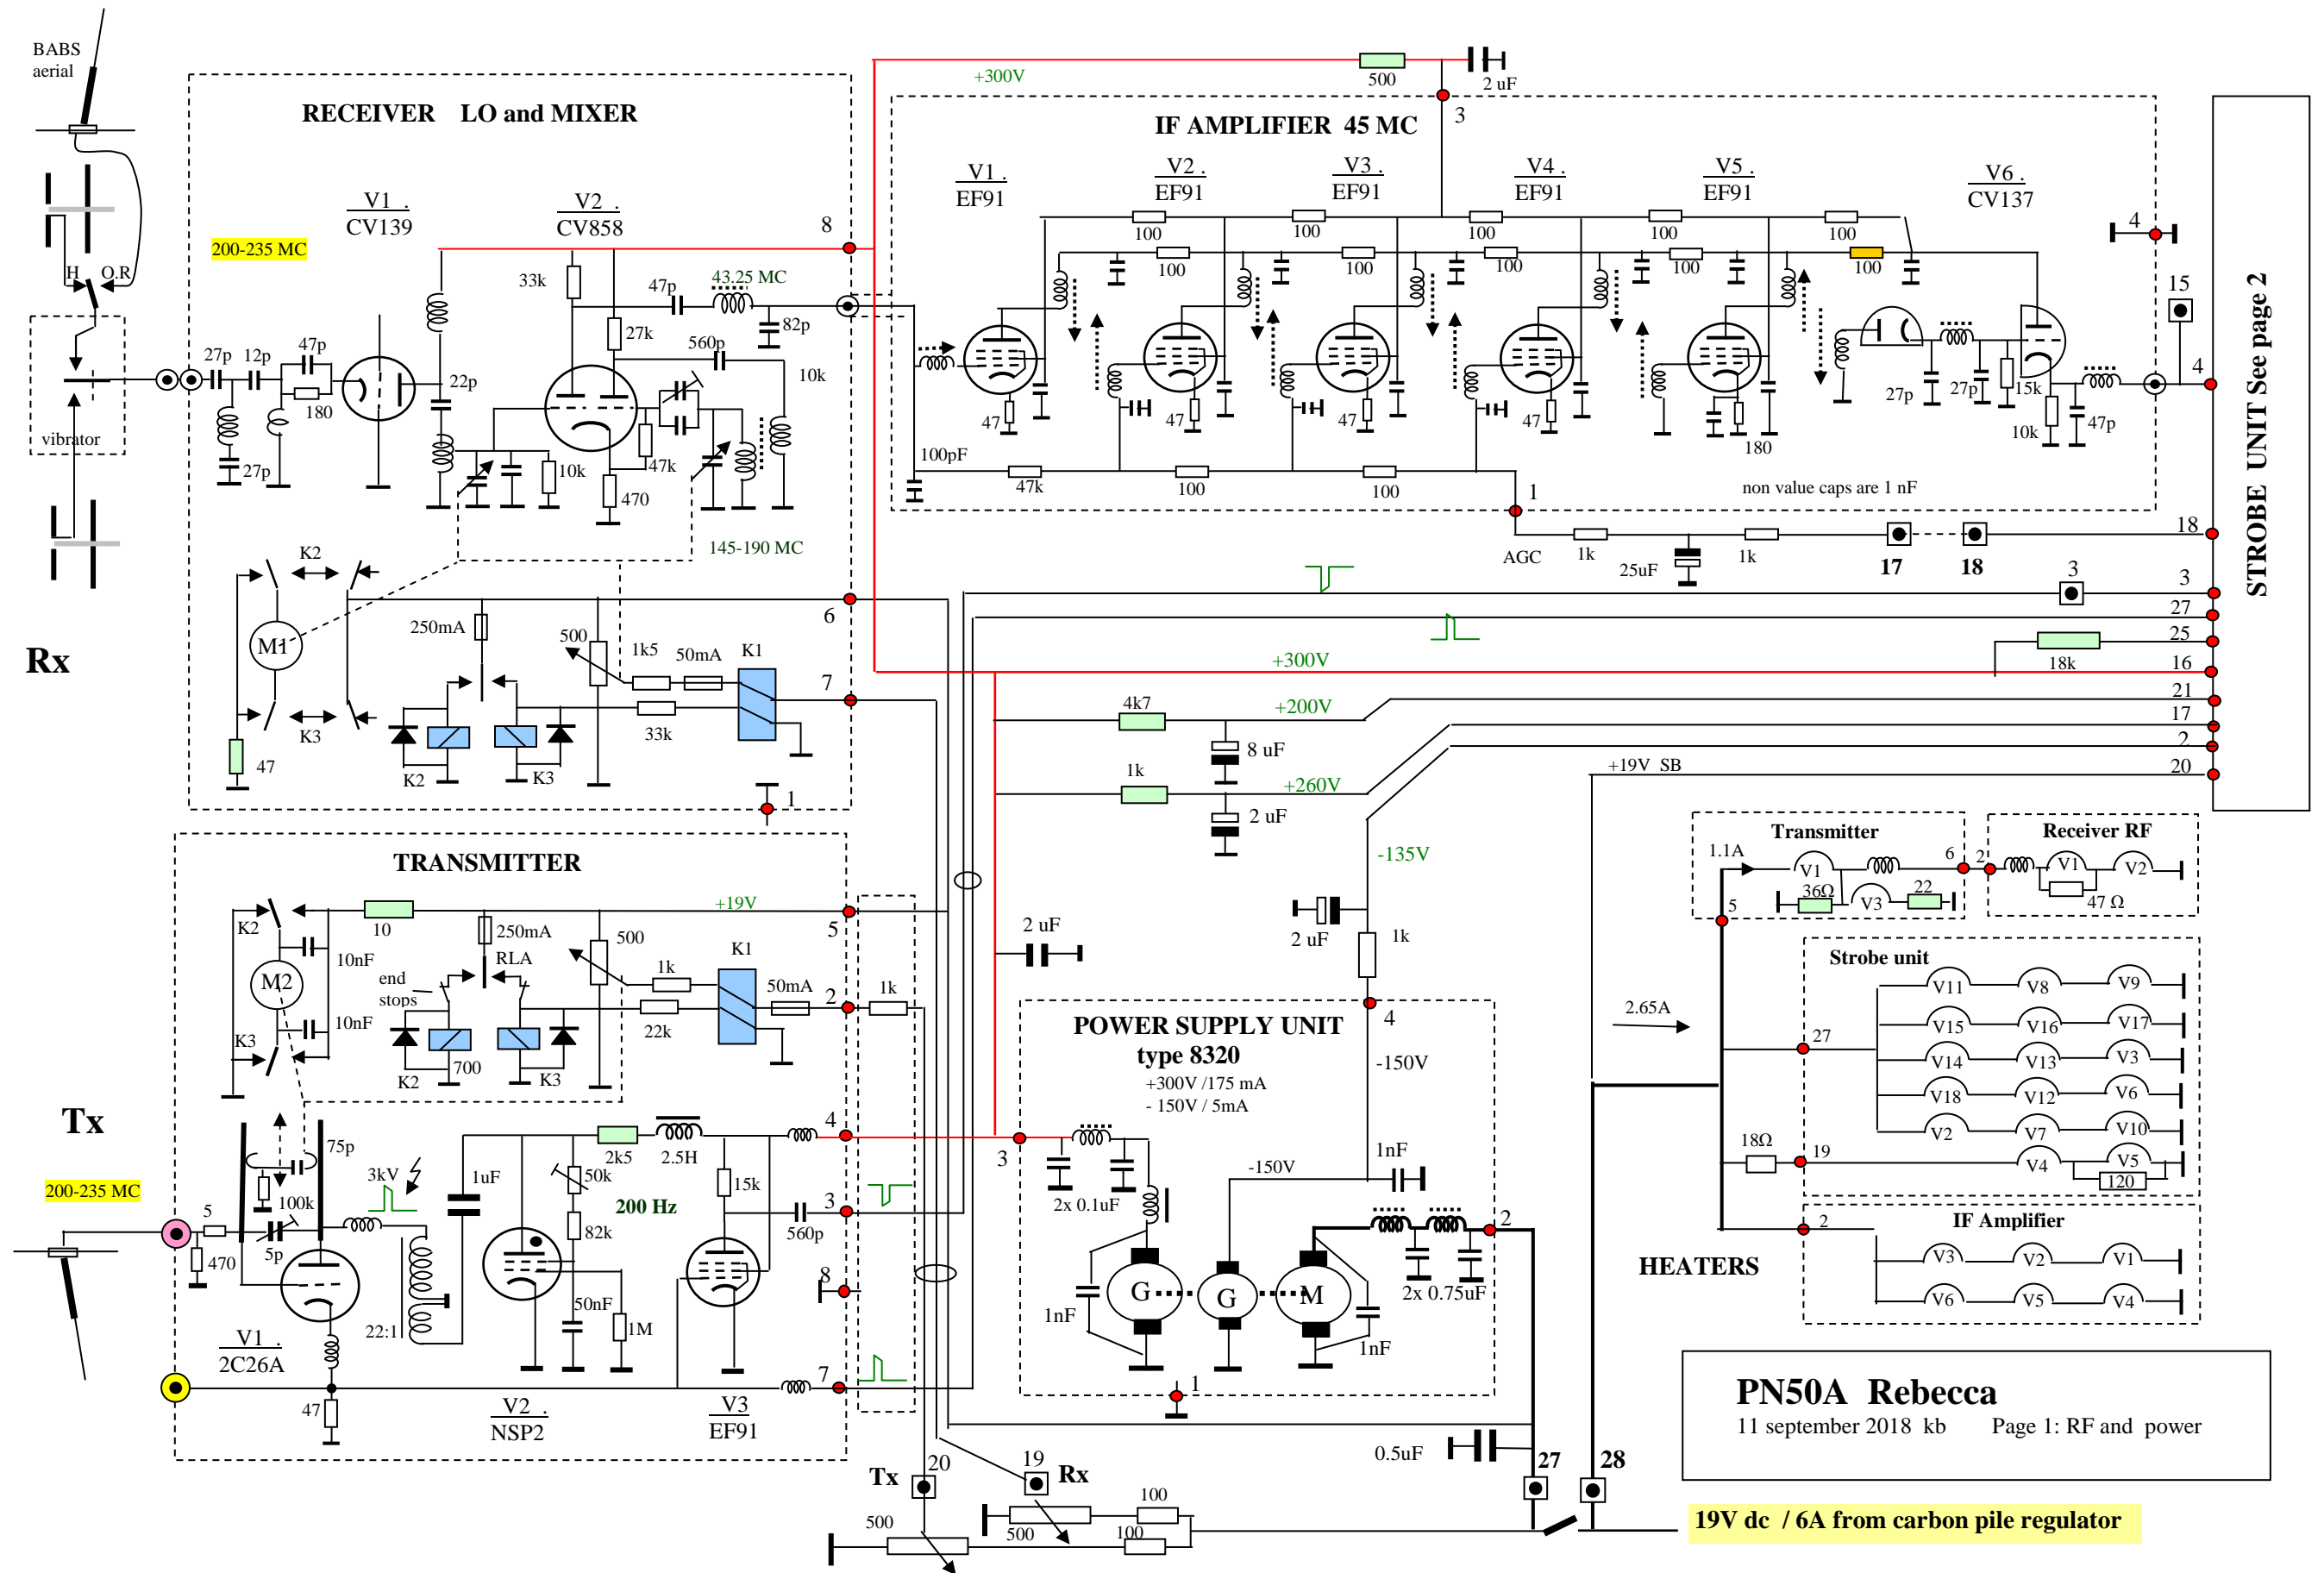 BABS
aerial
H
O.R
vibrator
Rx
Tx
200-235 MC
RECEIVER LO and MIXER
200-235 MC
V1 .
CV139
V2 .
CV858
8
33k
47p
43.25 MC
82p
27k
560p
10k
27p
12p
47p
180
22p
27p
10k
47k
470
145-190 MC
K2
M1
K3
47
250mA
500
1k5
50mA
K1
33k
K2
K3
6
7
1
+300V
500
2 uF
3
IF AMPLIFIER 45 MC
V1 .
EF91
V2 .
EF91
V3 .
EF91
V4 .
EF91
V5 .
EF91
V6 .
CV137
100
100
100
100
100
100
100
100
100
100
47
47
47
47
180
27p
27p
15k
10k
47p
100pF
47k
100
100
non value caps are 1 nF
4
15
4
1
AGC
1k
25uF
1k
17
18
18
3
3
27
25
18k
16
+300V
21
4k7
+200V
17
8 uF
2
1k
+260V
2 uF
+19V SB
20
STROBE UNIT See page 2
-135V
2 uF
1k
2 uF
TRANSMITTER
K2
10
+19V
5
10nF
M2
10nF
K3
250mA
RLA
end
stops
500
1k
K1
50mA
2
1k
22k
700
K2
K3
75p
3kV
1uF
2k5
2.5H
4
50k
15k
200 Hz
3
560p
82k
100k
5
5p
470
50nF
1M
8
22:1
V1 .
2C26A
V2 .
NSP2
V3
EF91
47
7
POWER SUPPLY UNIT
type 8320
+300V /175 mA
- 150V / 5mA
4
-150V
3
1nF
-150V
2x 0.1uF
2
G
G
M
1nF
2x 0.75uF
1nF
1
0.5uF
27
28
Tx
20
19
Rx
500
500
100
100
Transmitter
1.1A
V1
6
36Ω
V3
22
5
Receiver RF
2
V1
V2
47 Ω
2.65A
HEATERS
Strobe unit
V11
V8
V9
V15
V16
V17
27
V14
V13
V3
V18
V12
V6
V2
V7
V10
18Ω
19
V4
V5
120
IF Amplifier
2
V3
V2
V1
V6
V5
V4
PN50A Rebecca
11 september 2018 kb Page 1: RF and power
19V dc / 6A from carbon pile regulator